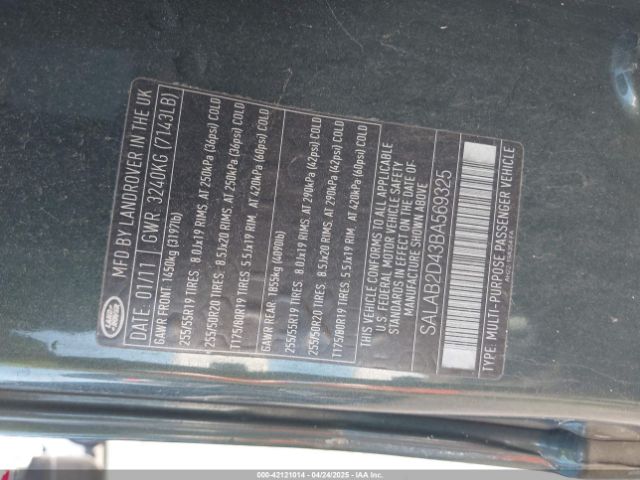 MFD BY LANDROVER IN THE UK
DATE: 01/11 GWR: 3240KG (7143LB)
GAWR FRONT 1450kg (3197lb)
255/55R19 TIRES. 8.0Jx19 RIMS. AT 250kPa (36psi) COLD
255/50R20 TIRES. 8.5Jx20 RIMS. AT 250kPa (36psi) COLD
T175/80R19 TIRES. 5.5Jx19 RIM. AT 420kPa (60psi) COLD
GAWR REAR 1855kg (4090lb)
255/55R19 TIRES. 8.0Jx19 RIMS. AT 290kPa (42psi) COLD
255/50R20 TIRES. 8.5Jx20 RIMS. AT 290kPa (42psi) COLD
T175/80R19 TIRES. 5.5Jx19 RIM. AT 420kPa (60psi) COLD
THIS VEHICLE CONFORMS TO ALL APPLICABLE
FEDERAL MOTOR VEHICLE SAFETY
STANDARDS IN EFFECT ON THE DATE OF
MANUFACTURE SHOWN ABOVE
SALAB2D43BA569325
TYPE: MULTI-PURPOSE PASSENGER VEHICLE
LAND ROVER
000-42121014 04/24/2025 Copyright IAA, LLC.